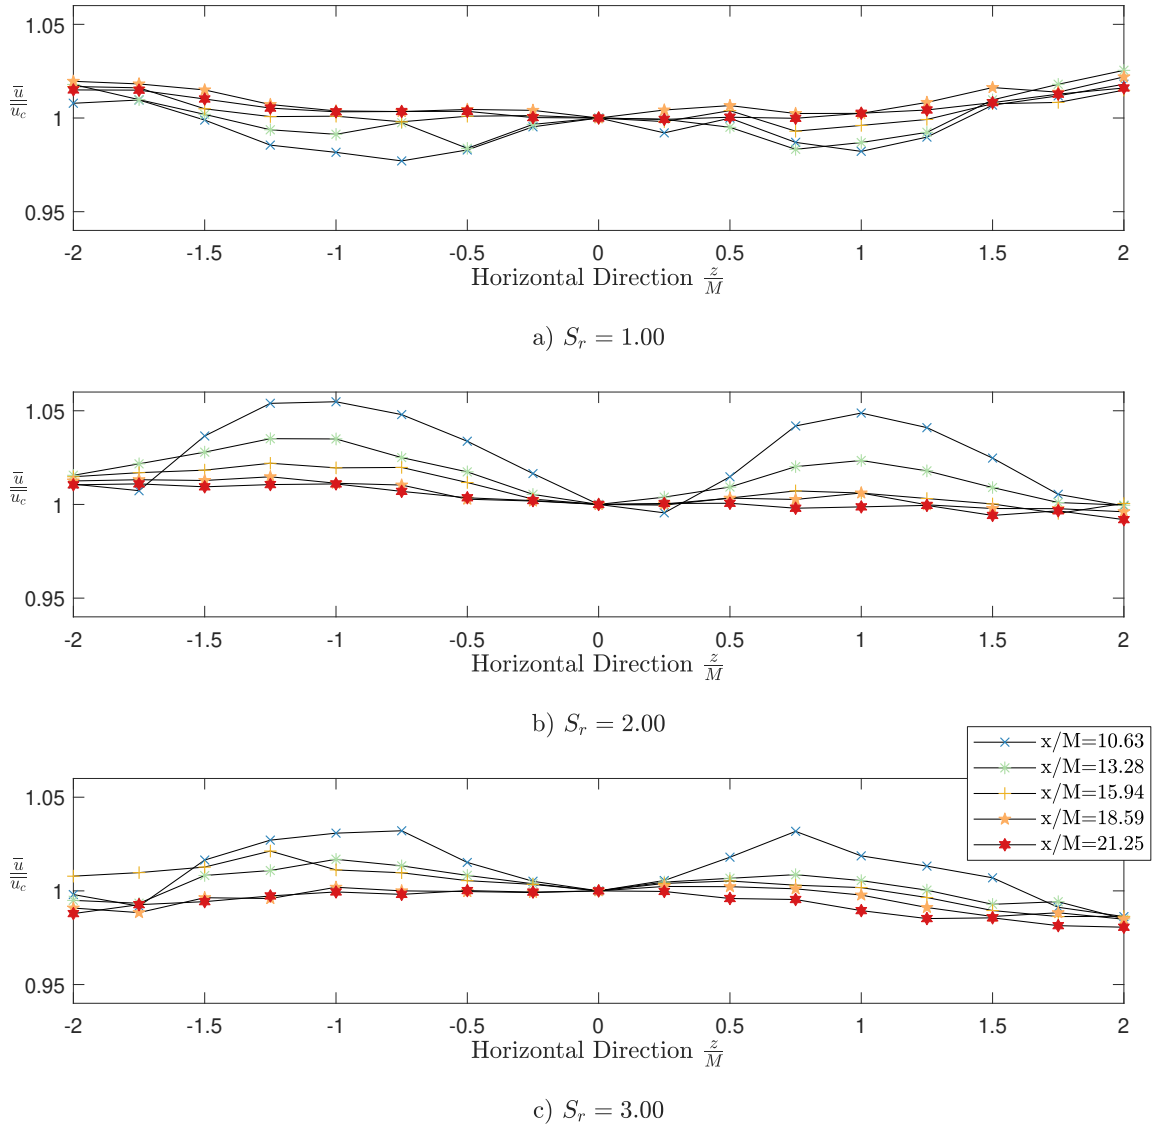 1.05
u̅/u̅_c
1
0.95
-2 -1.5 -1 -0.5 0 0.5 1 1.5 2
Horizontal Direction z/M
a) S_r = 1.00
1.05
u̅/u̅_c
1
0.95
-2 -1.5 -1 -0.5 0 0.5 1 1.5 2
Horizontal Direction z/M
b) S_r = 2.00
x/M=10.63
x/M=13.28
x/M=15.94
x/M=18.59
x/M=21.25
1.05
u̅/u̅_c
1
0.95
-2 -1.5 -1 -0.5 0 0.5 1 1.5 2
Horizontal Direction z/M
c) S_r = 3.00